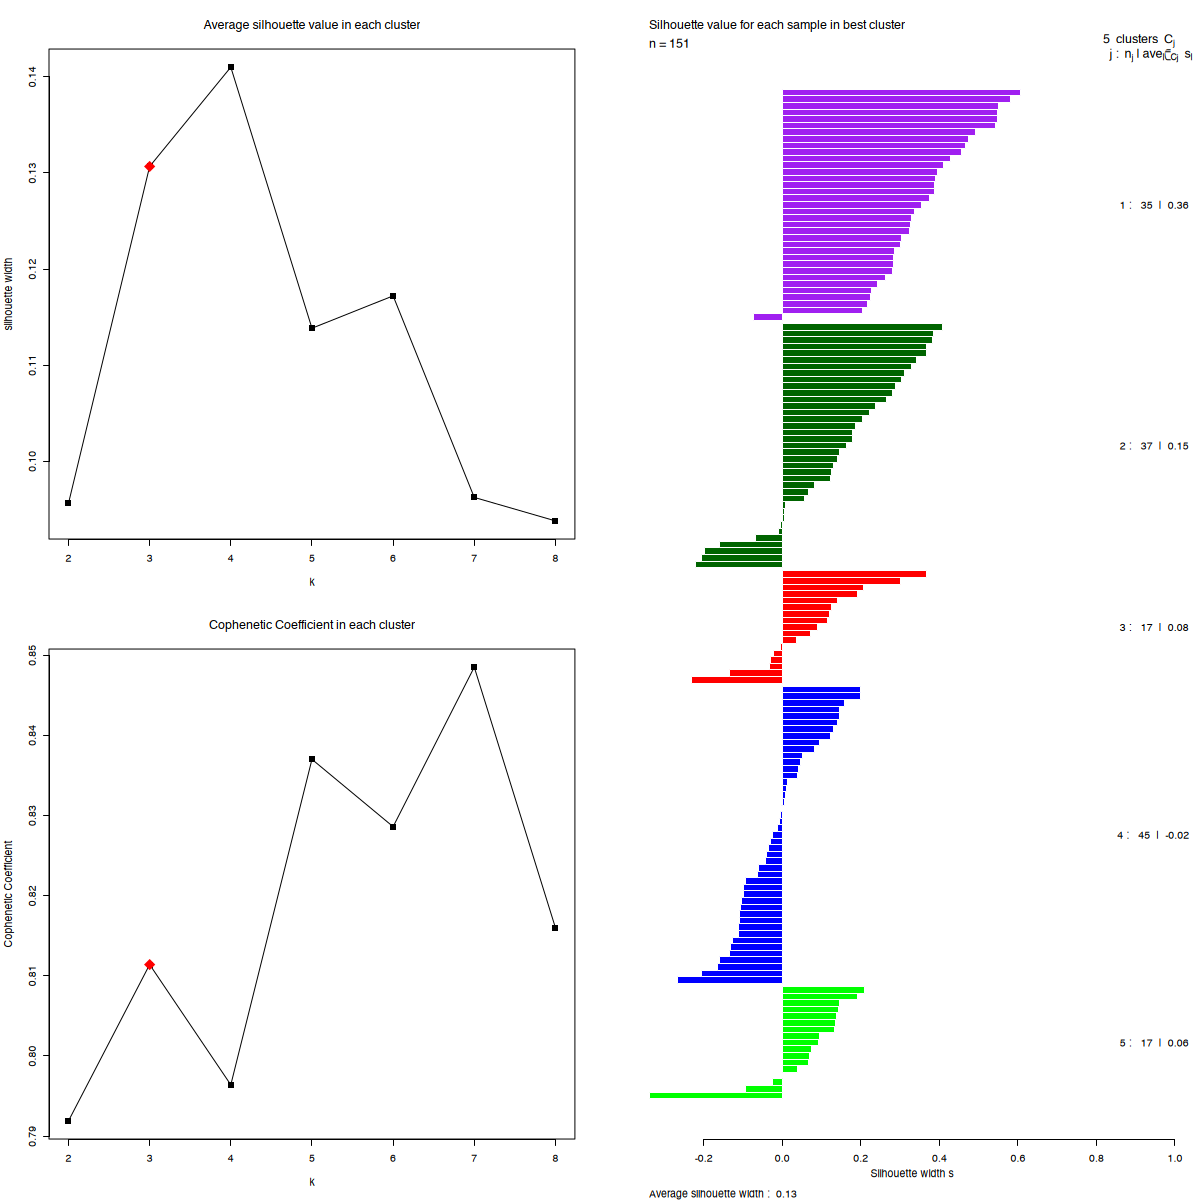 Average silhouette value in each cluster
silhouette width
0.14
0.13
0.12
0.11
0.10
2 3 4 5 6 7 8
k
Cophenetic Coefficient in each cluster
Cophenetic Coefficient
0.85
0.84
0.83
0.82
0.81
0.80
0.79
2 3 4 5 6 7 8
k
Silhouette value for each sample in best cluster
n = 151
5 clusters Cj
j : nj | ave i∈Cj si
1 : 35 | 0.36
2 : 37 | 0.15
3 : 17 | 0.08
4 : 45 | -0.02
5 : 17 | 0.06
-0.2 0.0 0.2 0.4 0.6 0.8 1.0
Silhouette width s
Average silhouette width : 0.13